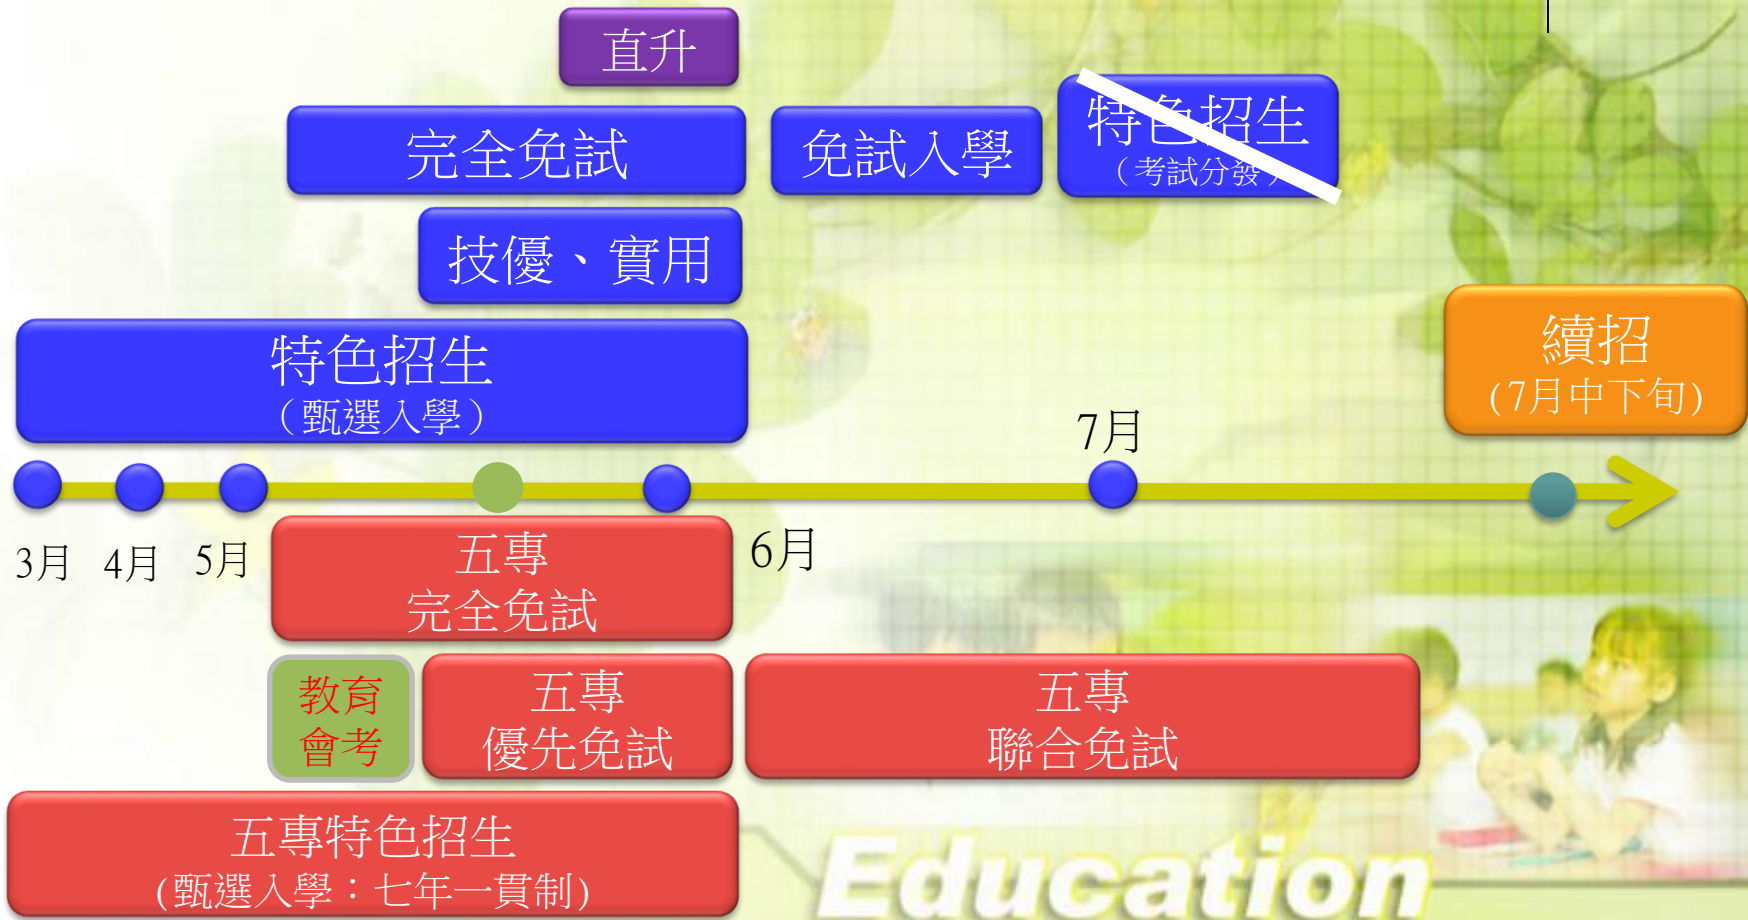 直升
完全免試
免試入學
特色招生
（考試分發）
技優、實用
特色招生
（甄選入學）
續招
(7月中下旬)
7月
3月
4月
5月
6月
五專
完全免試
教育
會考
五專
優先免試
五專
聯合免試
五專特色招生
(甄選入學：七年一貫制)
Education